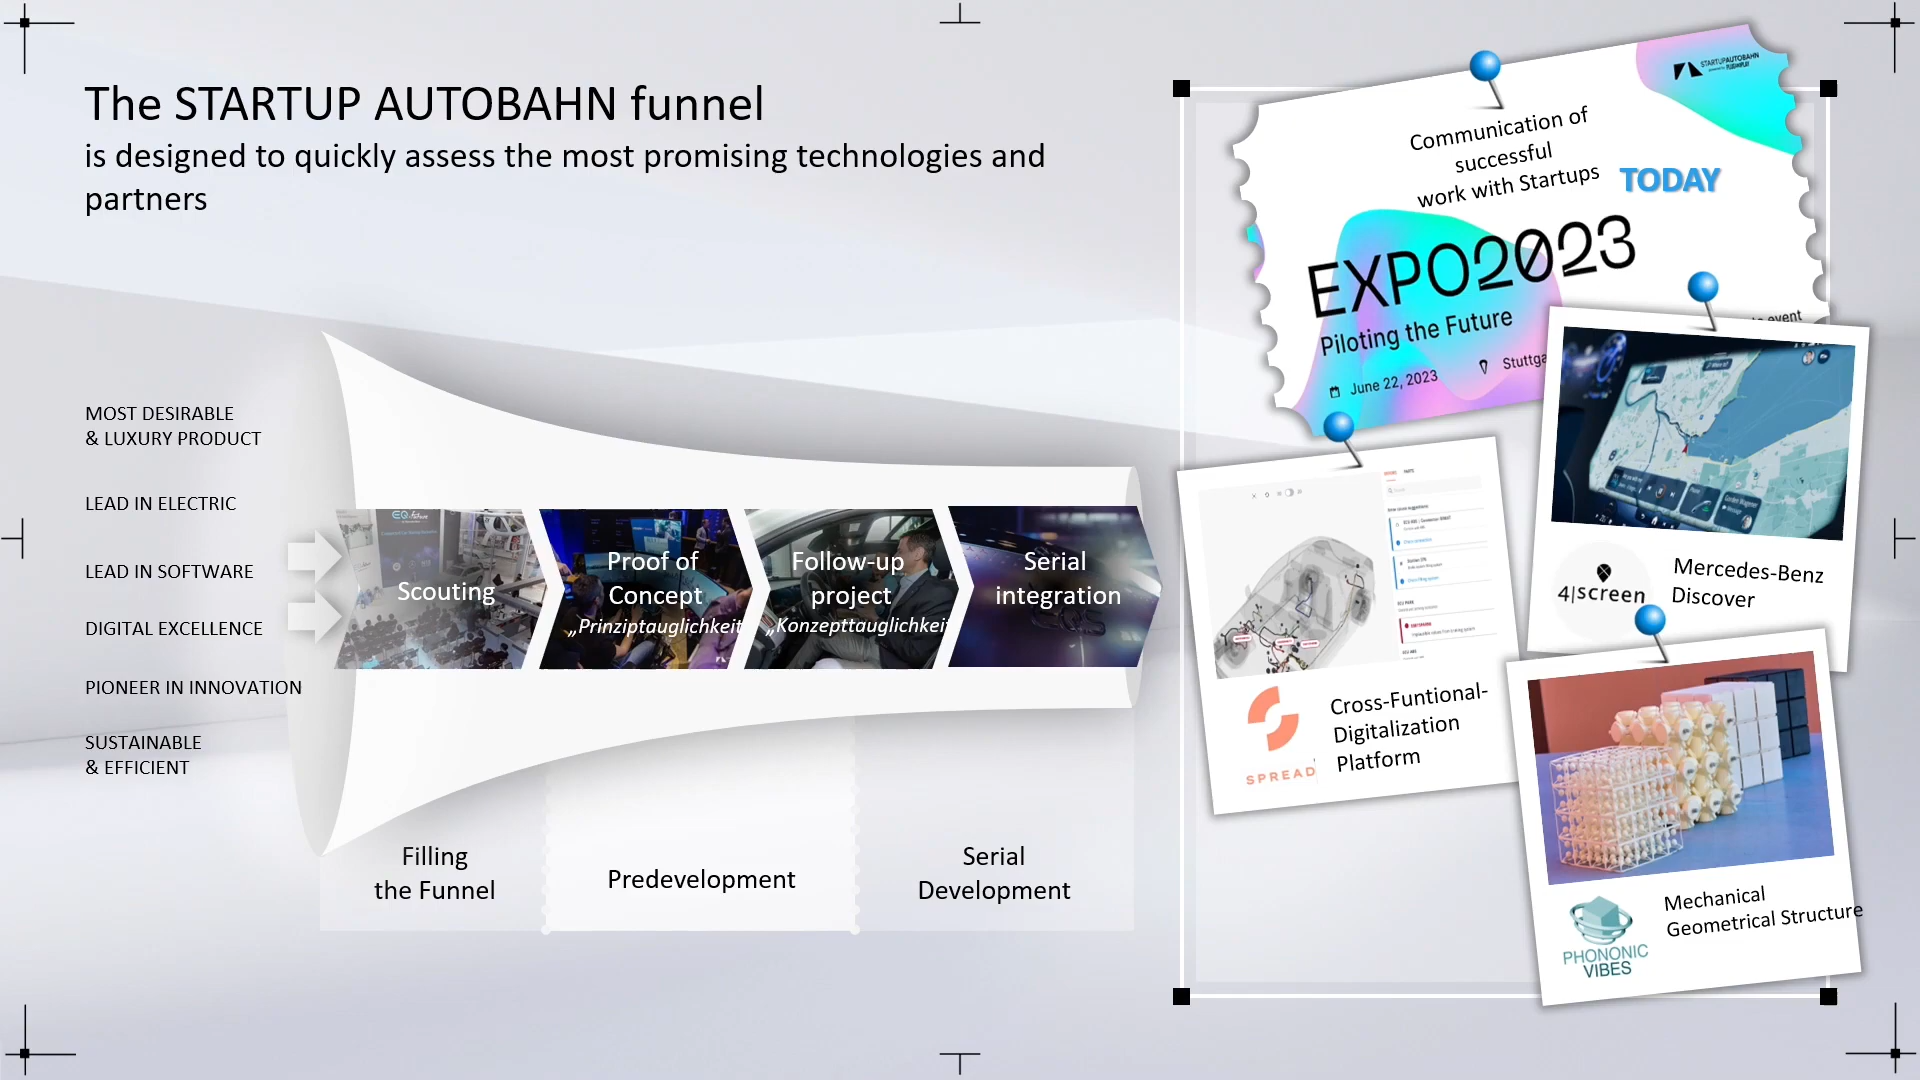 The STARTUP AUTOBAHN funnel
is designed to quickly assess the most promising technologies and
partners
MOST DESIRABLE
& LUXURY PRODUCT
LEAD IN ELECTRIC
LEAD IN SOFTWARE
DIGITAL EXCELLENCE
PIONEER IN INNOVATION
SUSTAINABLE
& EFFICIENT
Scouting
Proof of
Concept
„Prinziptauglichkeit
Follow-up
project
„Konzepttauglichkeit
Serial
integration
Filling
the Funnel
Predevelopment
Serial
Development
STARTUPAUTOBAHN
Communication of
successful
work with Startups
TODAY
EXPO2023
Piloting the Future
June 22, 2023
Stuttga
event
4|screen
Mercedes-Benz
Discover
SPREAD
Cross-Funtional-
Digitalization
Platform
PHONONIC
VIBES
Mechanical
Geometrical Structure